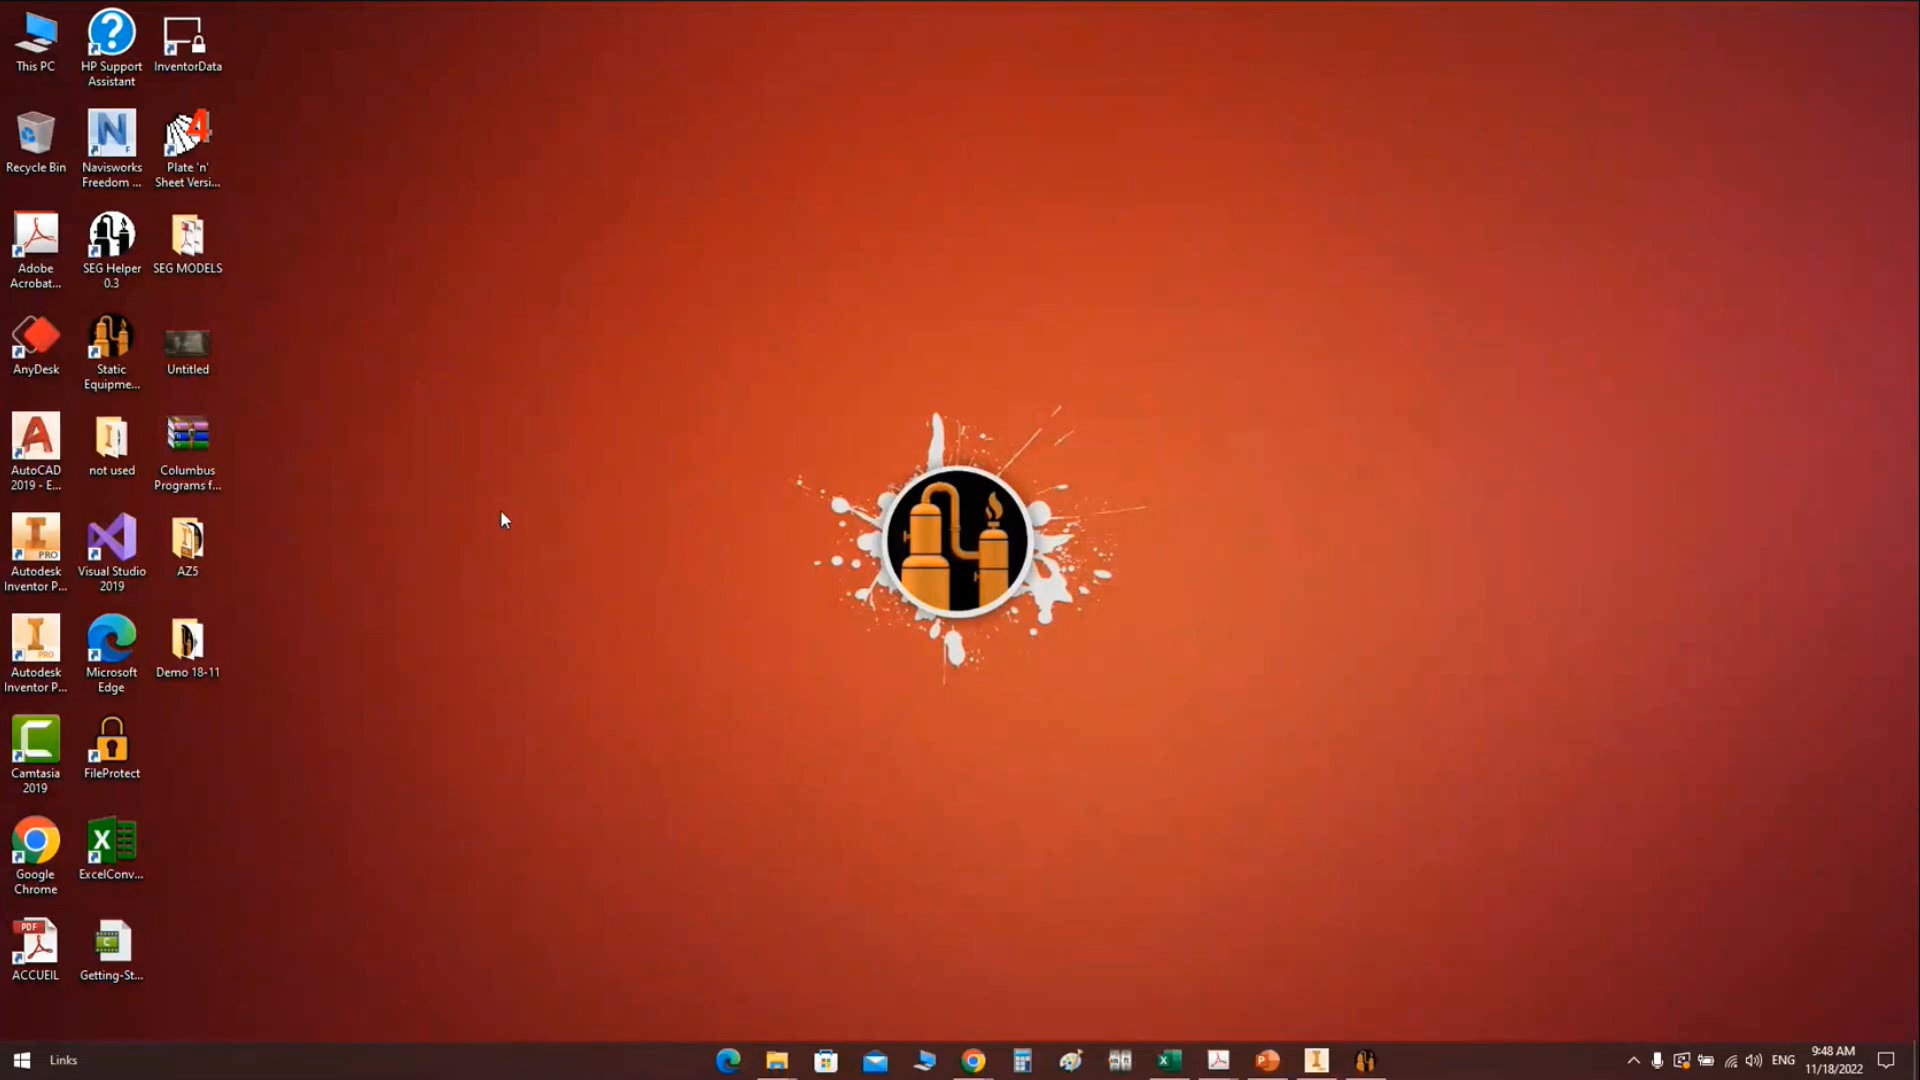 This PC
HP Support
Assistant
InventorData
Recycle Bin
Navisworks
Freedom ...
Plate 'n'
Sheet Versi...
Adobe
Acrobat...
SEG Helper
0.3
SEG MODELS
AnyDesk
Static
Equipme...
Untitled
AutoCAD
2019 - E...
not used
Columbus
Programs f...
Autodesk
Inventor P...
Visual Studio
2019
AZ5
Autodesk
Inventor P...
Microsoft
Edge
Demo 18-11
Camtasia
2019
FileProtect
Google
Chrome
ExcelConv...
ACCUEIL
Getting-St...
Links
ENG
9:48 AM
11/18/2022